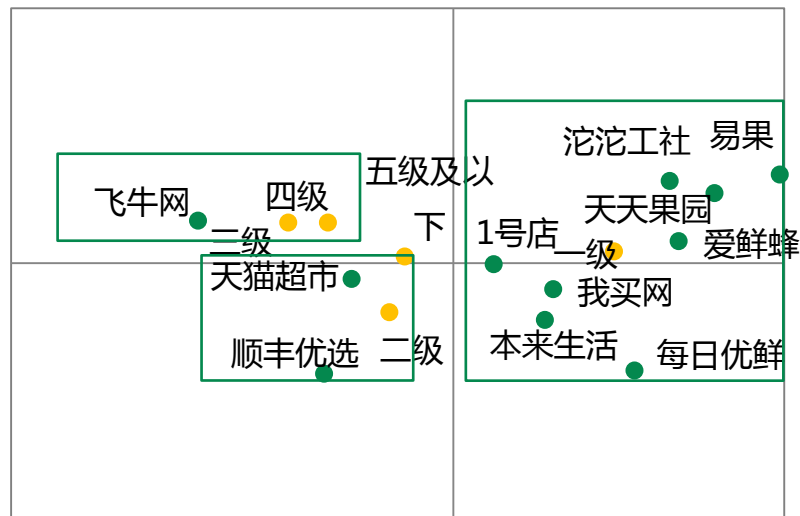 沱沱工社
易果
五级及以
下
飞牛网
四级
三级
天天果园
1号店
一级
爱鲜蜂
天猫超市
我买网
顺丰优选
二级
本来生活
每日优鲜